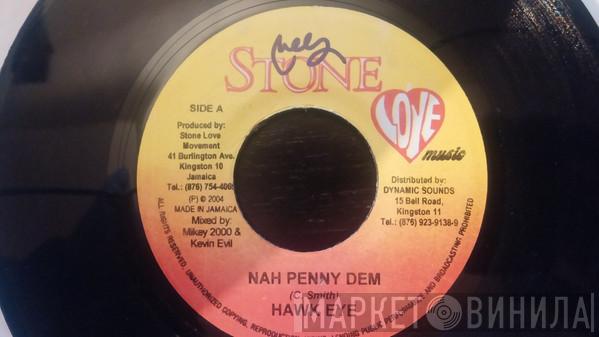 STONE
LOVE
music
SIDE A
Produced by:
Stone Love
Movement
41 Burlington Ave.
Kingston 10
Jamaica
Tel.: (876) 754-4065
(P) © 2004
MADE IN JAMAICA
Mixed by:
Mikey 2000 &
Kevin Evil
Distributed by:
DYNAMIC SOUNDS
15 Bell Road,
Kingston 11
Tel.: (876) 923-9138-9
NAH PENNY DEM
(C. Smith)
HAWK EYE
ALL RIGHTS RESERVED. UNAUTHORIZED COPYING, REPRODUCTION, LENDING PUBLIC PERFORMANCE AND BROADCASTING PROHIBITED
МАРКЕТ ВИНИЛА